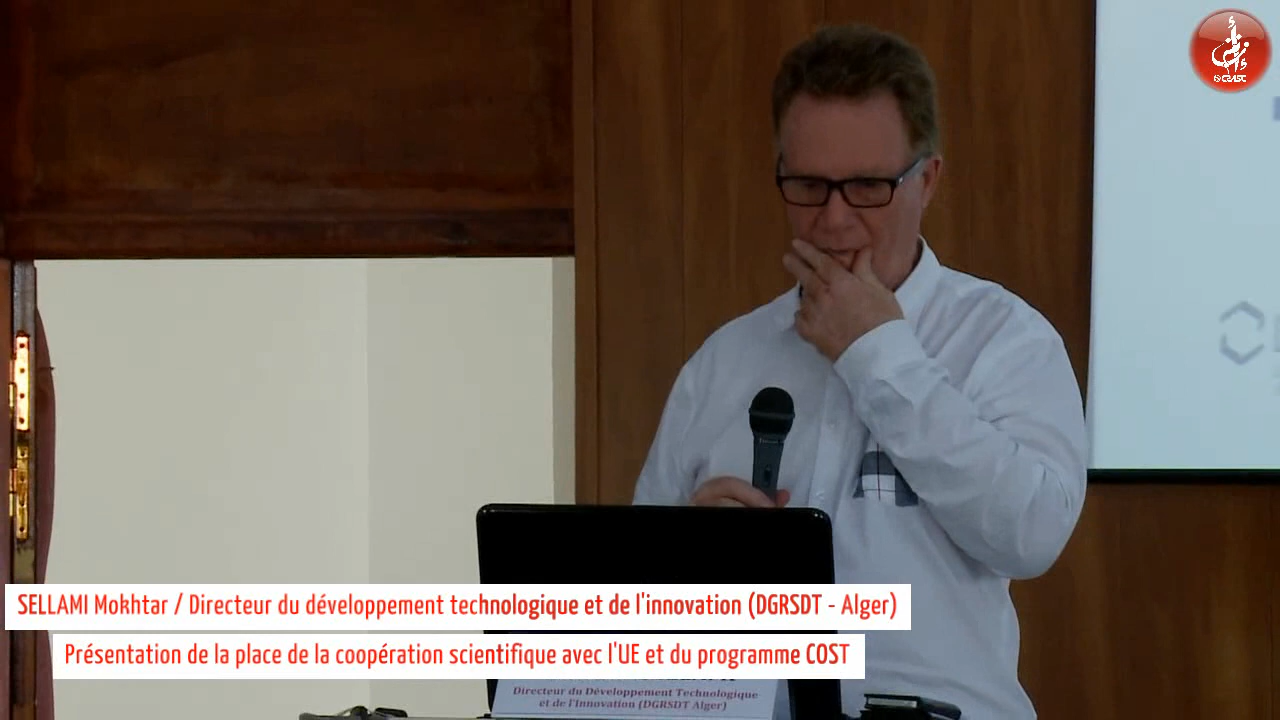 © CRASC
SELLAMI Mokhtar / Directeur du développement technologique et de l'innovation (DGRSDT - Alger)
Présentation de la place de la coopération scientifique avec l'UE et du programme COST
Directeur du Développement Technologique
et de l'Innovation (DGRSDT Alger)